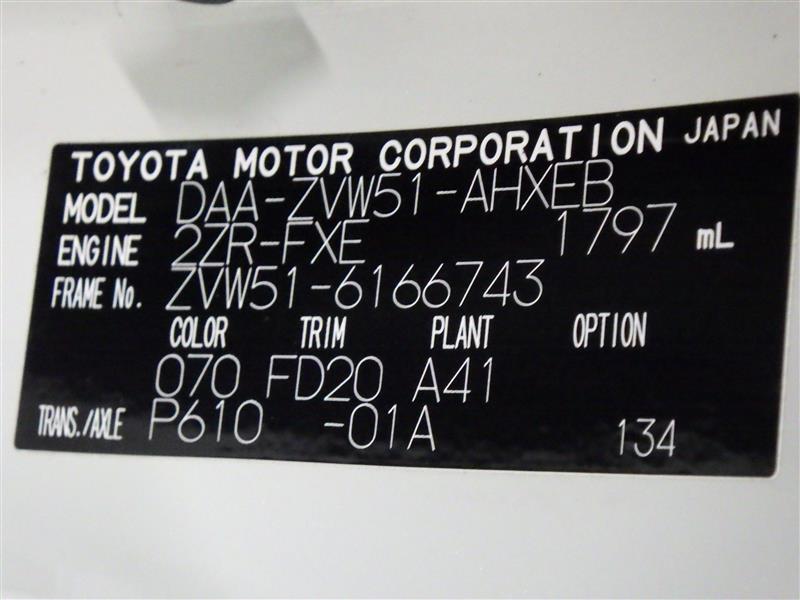 TOYOTA MOTOR CORPORATION JAPAN
MODEL DAA-ZVW51-AHXEB
ENGINE 2ZR-FXE 1797 mL
FRAME No. ZVW51-6166743
COLOR TRIM PLANT OPTION
070 FD20 A41
TRANS./AXLE P610 -01A 134